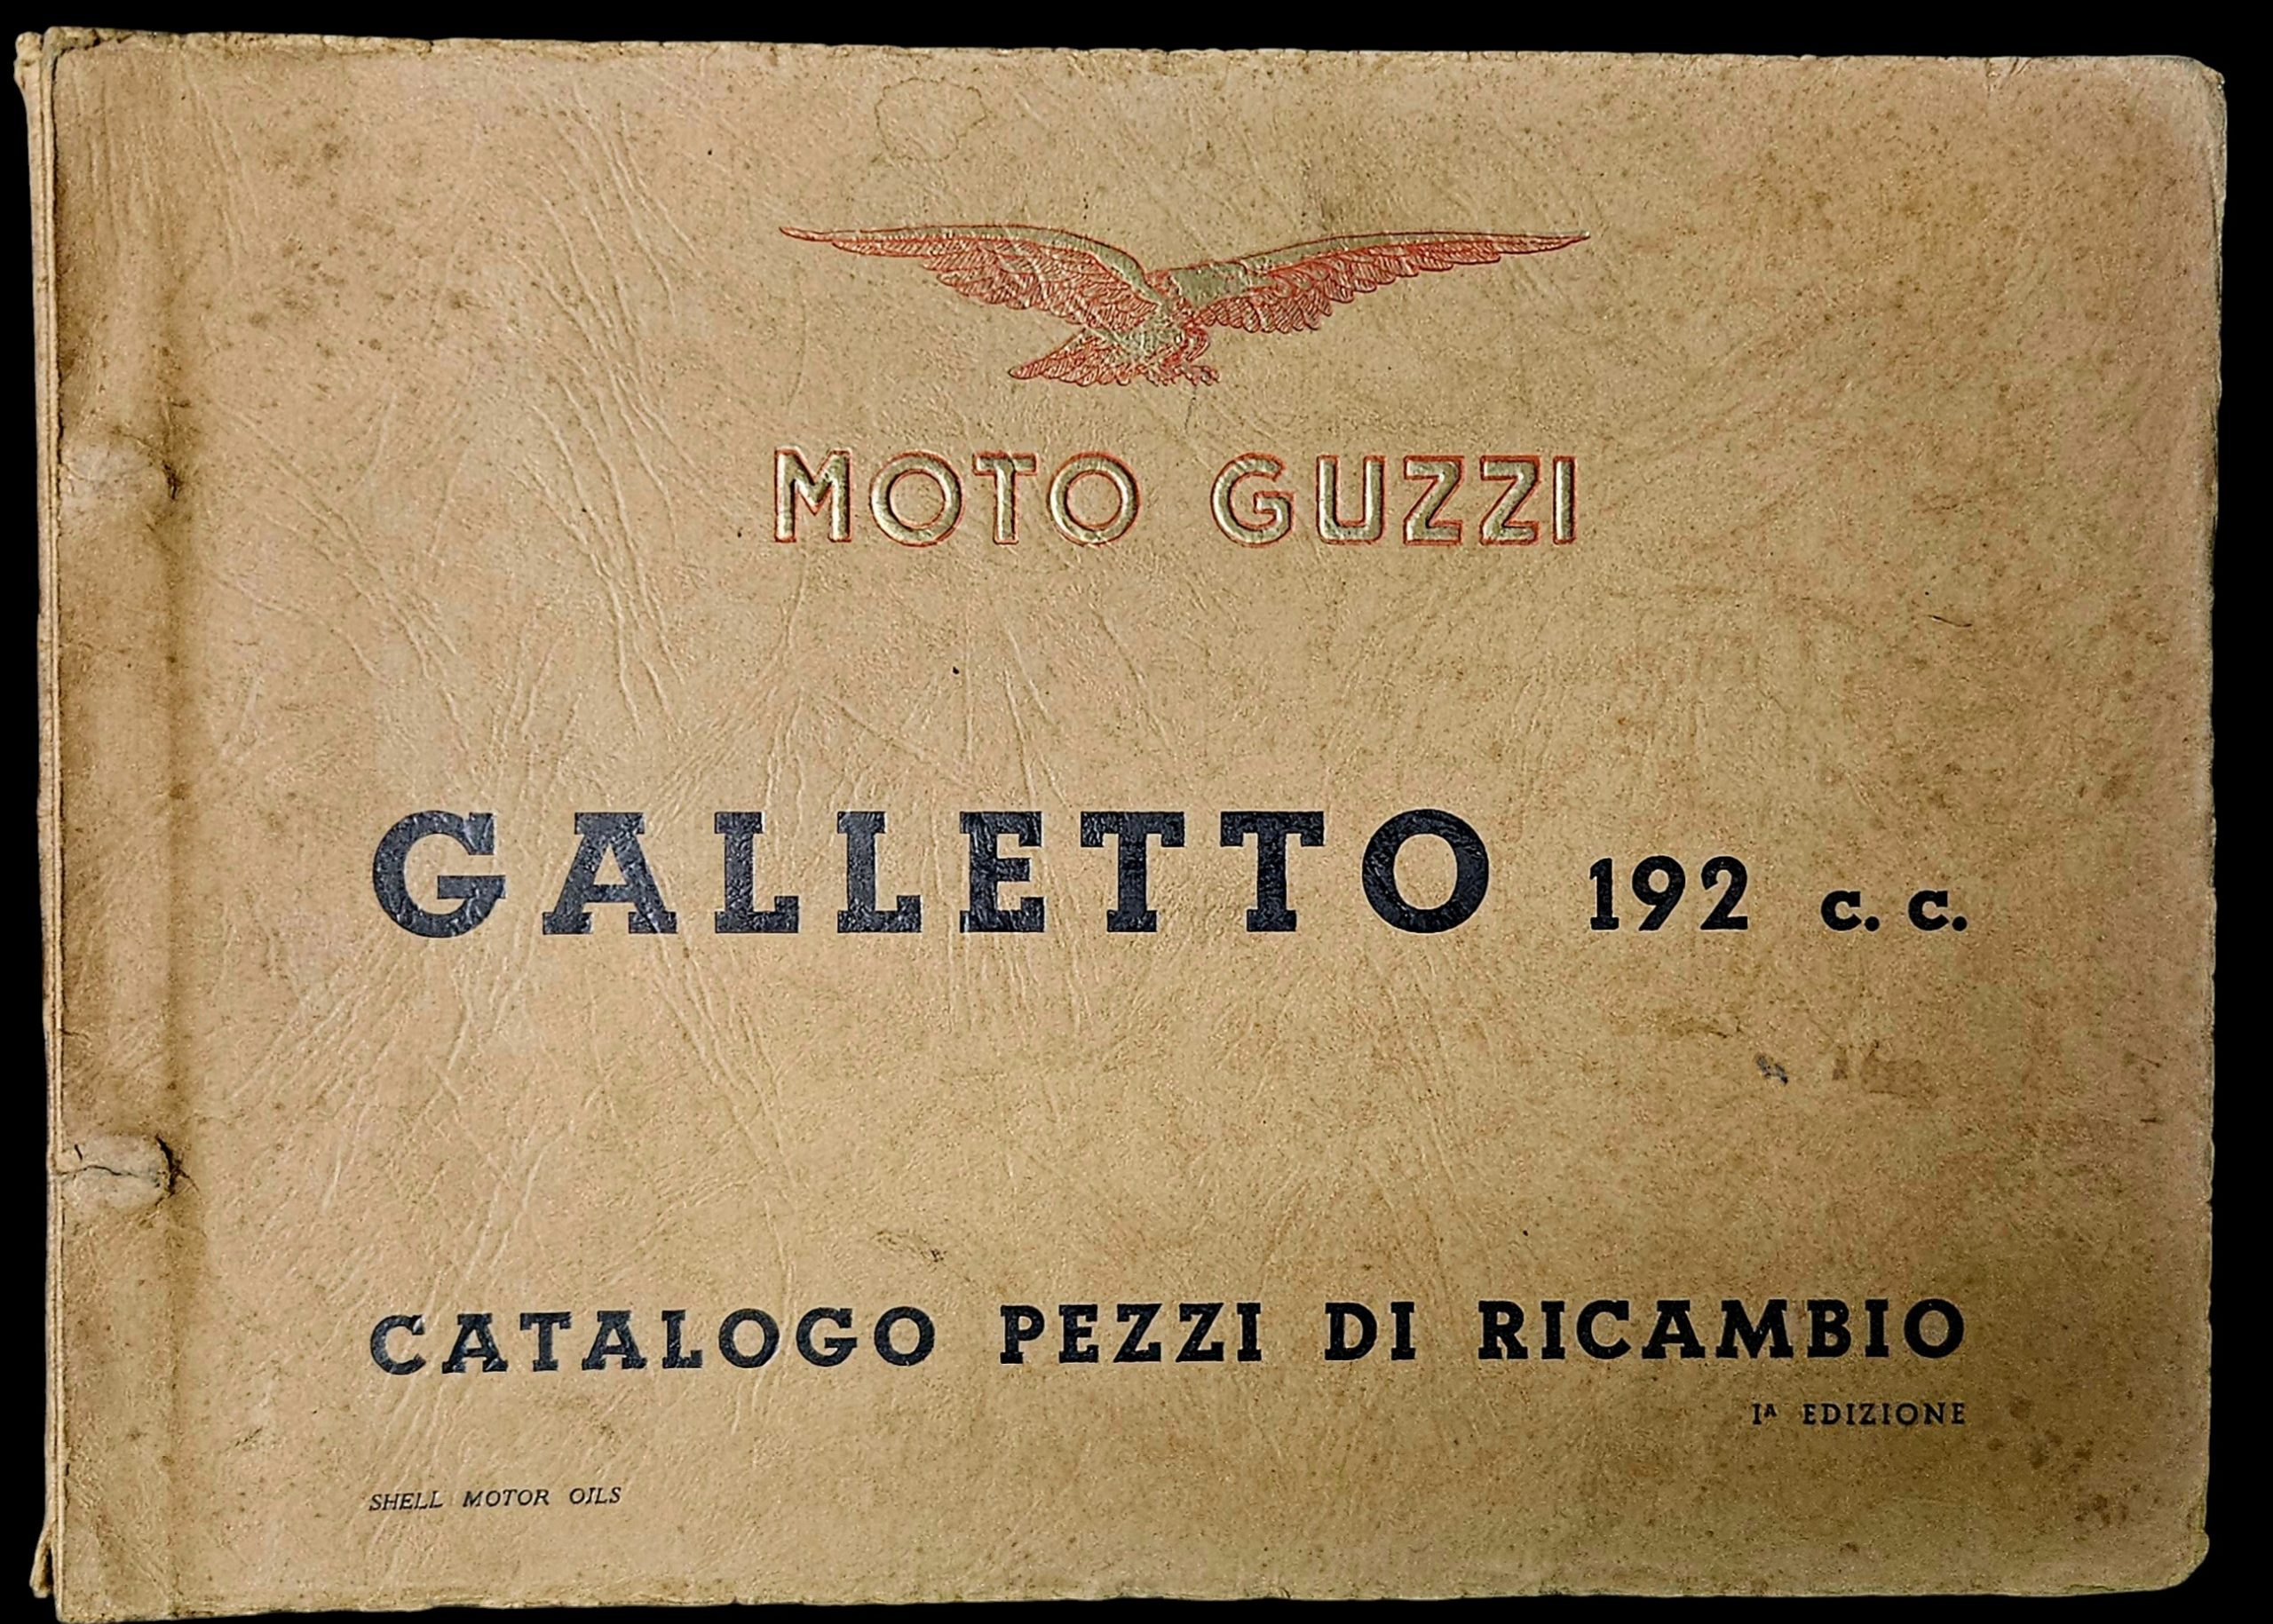 MOTO GUZZI
GALLETTO 192 c.c.
CATALOGO PEZZI DI RICAMBIO
Iᴬ EDIZIONE
SHELL MOTOR OILS